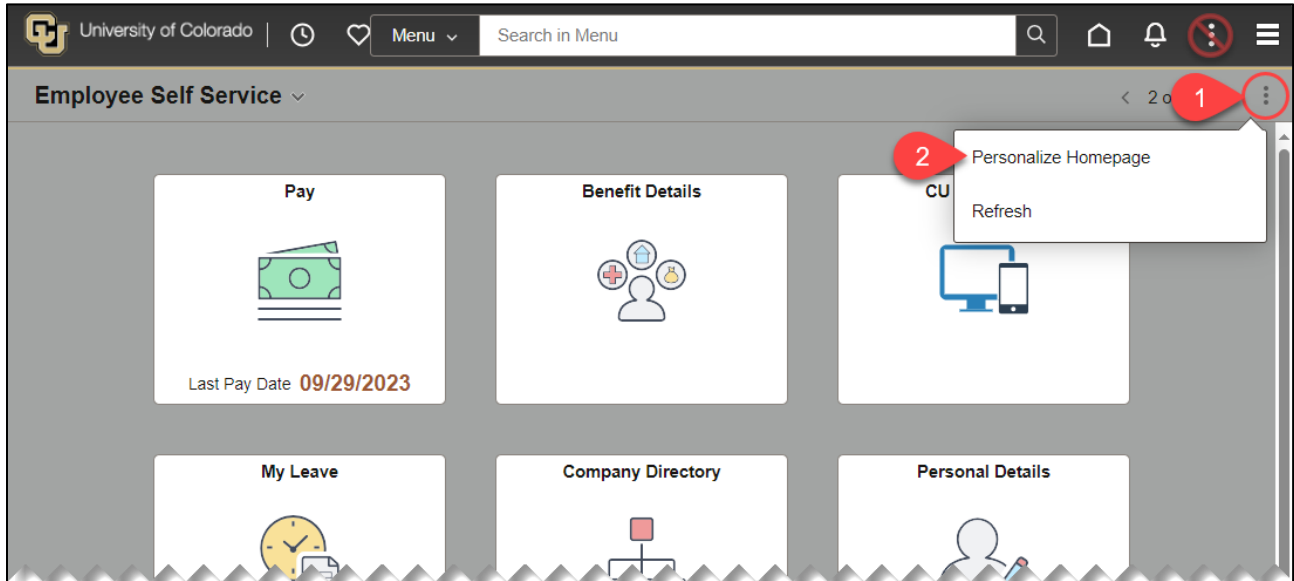 University of Colorado
Menu
Search in Menu
Employee Self Service
2 o
1
2
Personalize Homepage
Refresh
Pay
Last Pay Date 09/29/2023
Benefit Details
CU
My Leave
Company Directory
Personal Details